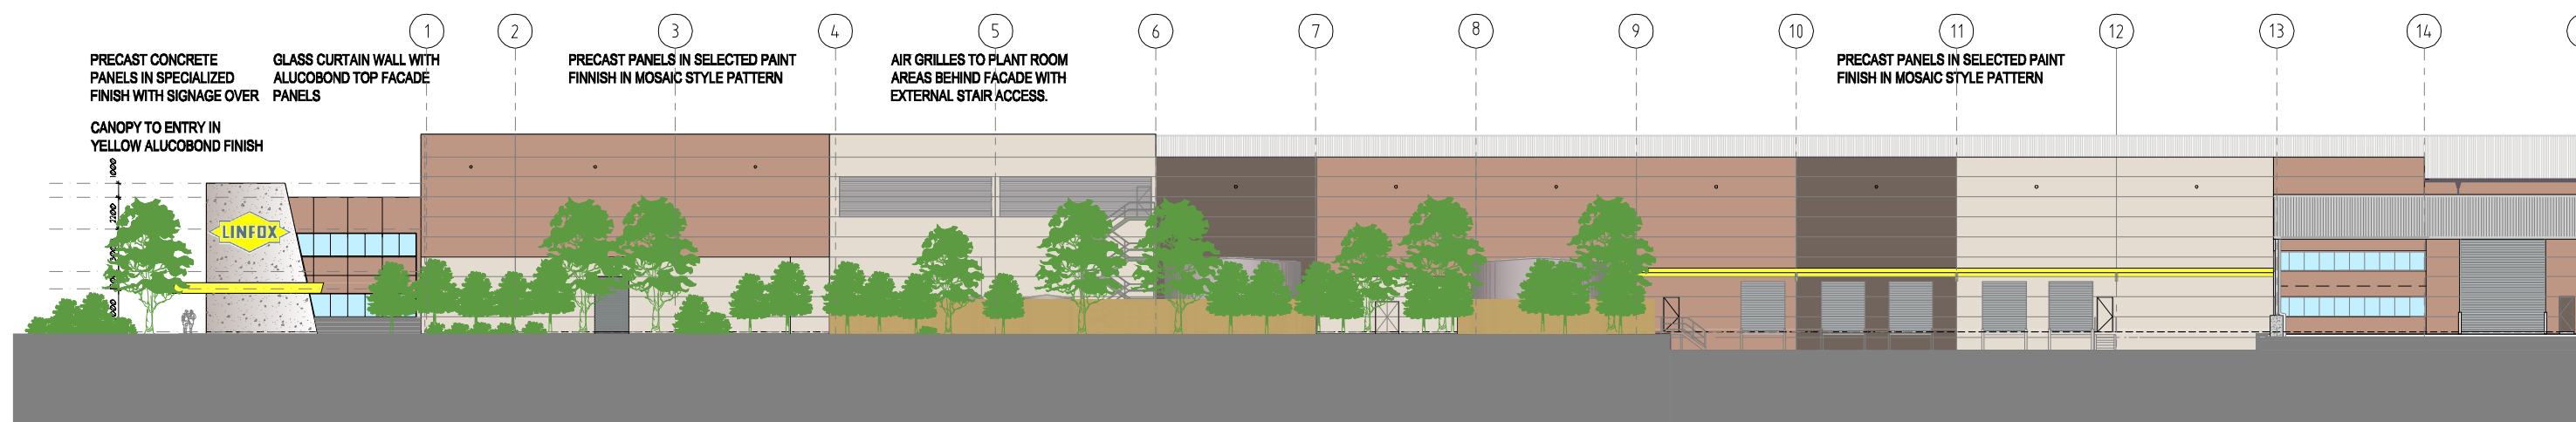 1 2 3 4 5 6 7 8 9 10 11 12 13 14
PRECAST CONCRETE
PANELS IN SPECIALIZED
FINISH WITH SIGNAGE OVER
GLASS CURTAIN WALL WITH
ALUCOBOND TOP FACADE
PANELS
PRECAST PANELS IN SELECTED PAINT
FINNISH IN MOSAIC STYLE PATTERN
AIR GRILLES TO PLANT ROOM
AREAS BEHIND FACADE WITH
EXTERNAL STAIR ACCESS.
PRECAST PANELS IN SELECTED PAINT
FINISH IN MOSAIC STYLE PATTERN
CANOPY TO ENTRY IN
YELLOW ALUCOBOND FINISH
LINFOX